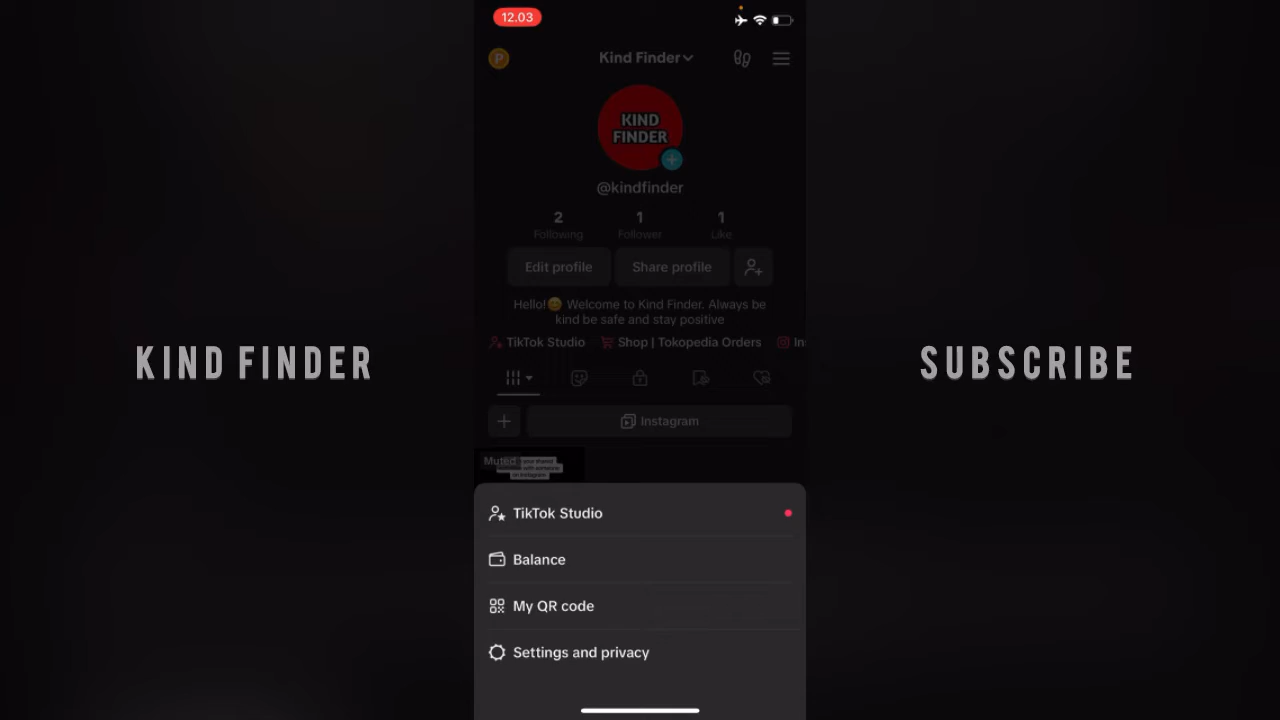 12.03
P
Kind Finder
KIND
FINDER
@kindfinder
2 1 1
Following Follower Like
Edit profile Share profile
Hello!😊 Welcome to Kind Finder. Always be
kind be safe and stay positive
TikTok Studio Shop | Tokopedia Orders In
KIND FINDER
SUBSCRIBE
Instagram
Muted
TikTok Studio
Balance
My QR code
Settings and privacy